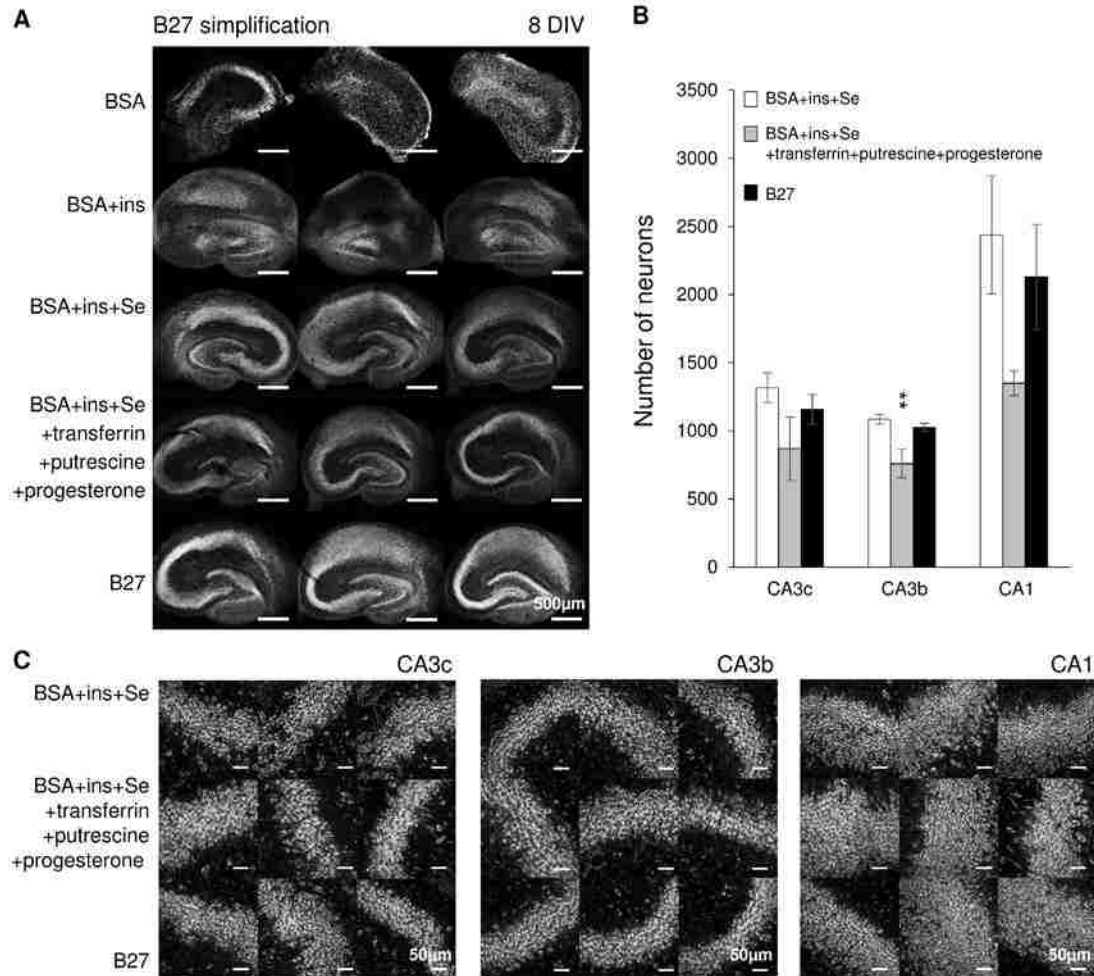 A
B27 simplification
8 DIV
BSA
BSA+ins
BSA+ins+Se
BSA+ins+Se
+transferrin
+putrescine
+progesterone
B27
500µm
B
3500
3000
2500
2000
1500
1000
500
0
Number of neurons
BSA+ins+Se
BSA+ins+Se
+transferrin+putrescine+progesterone
B27
**
CA3c
CA3b
CA1
C
CA3c
CA3b
CA1
BSA+ins+Se
BSA+ins+Se
+transferrin
+putrescine
+progesterone
B27
50µm
50µm
50µm